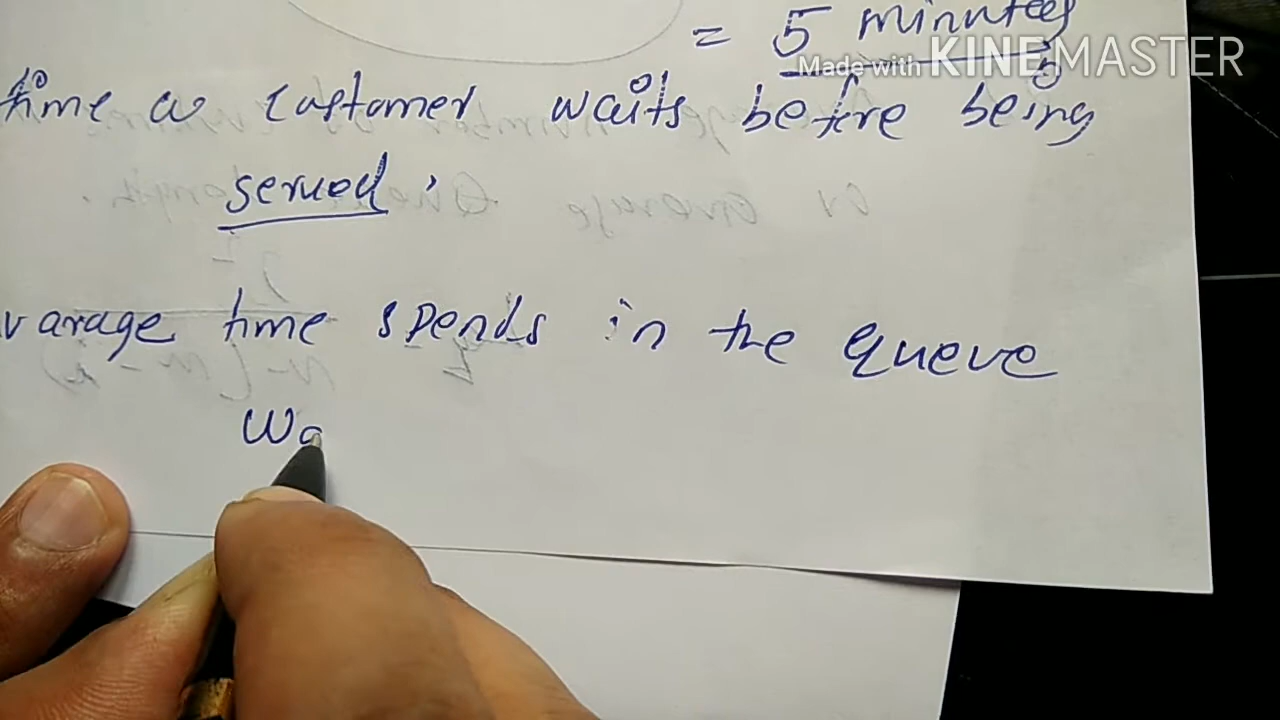 = 5 minutes
Made with KINEMASTER
time a customer waits before being
served :
varage time spends in the queue
Wq